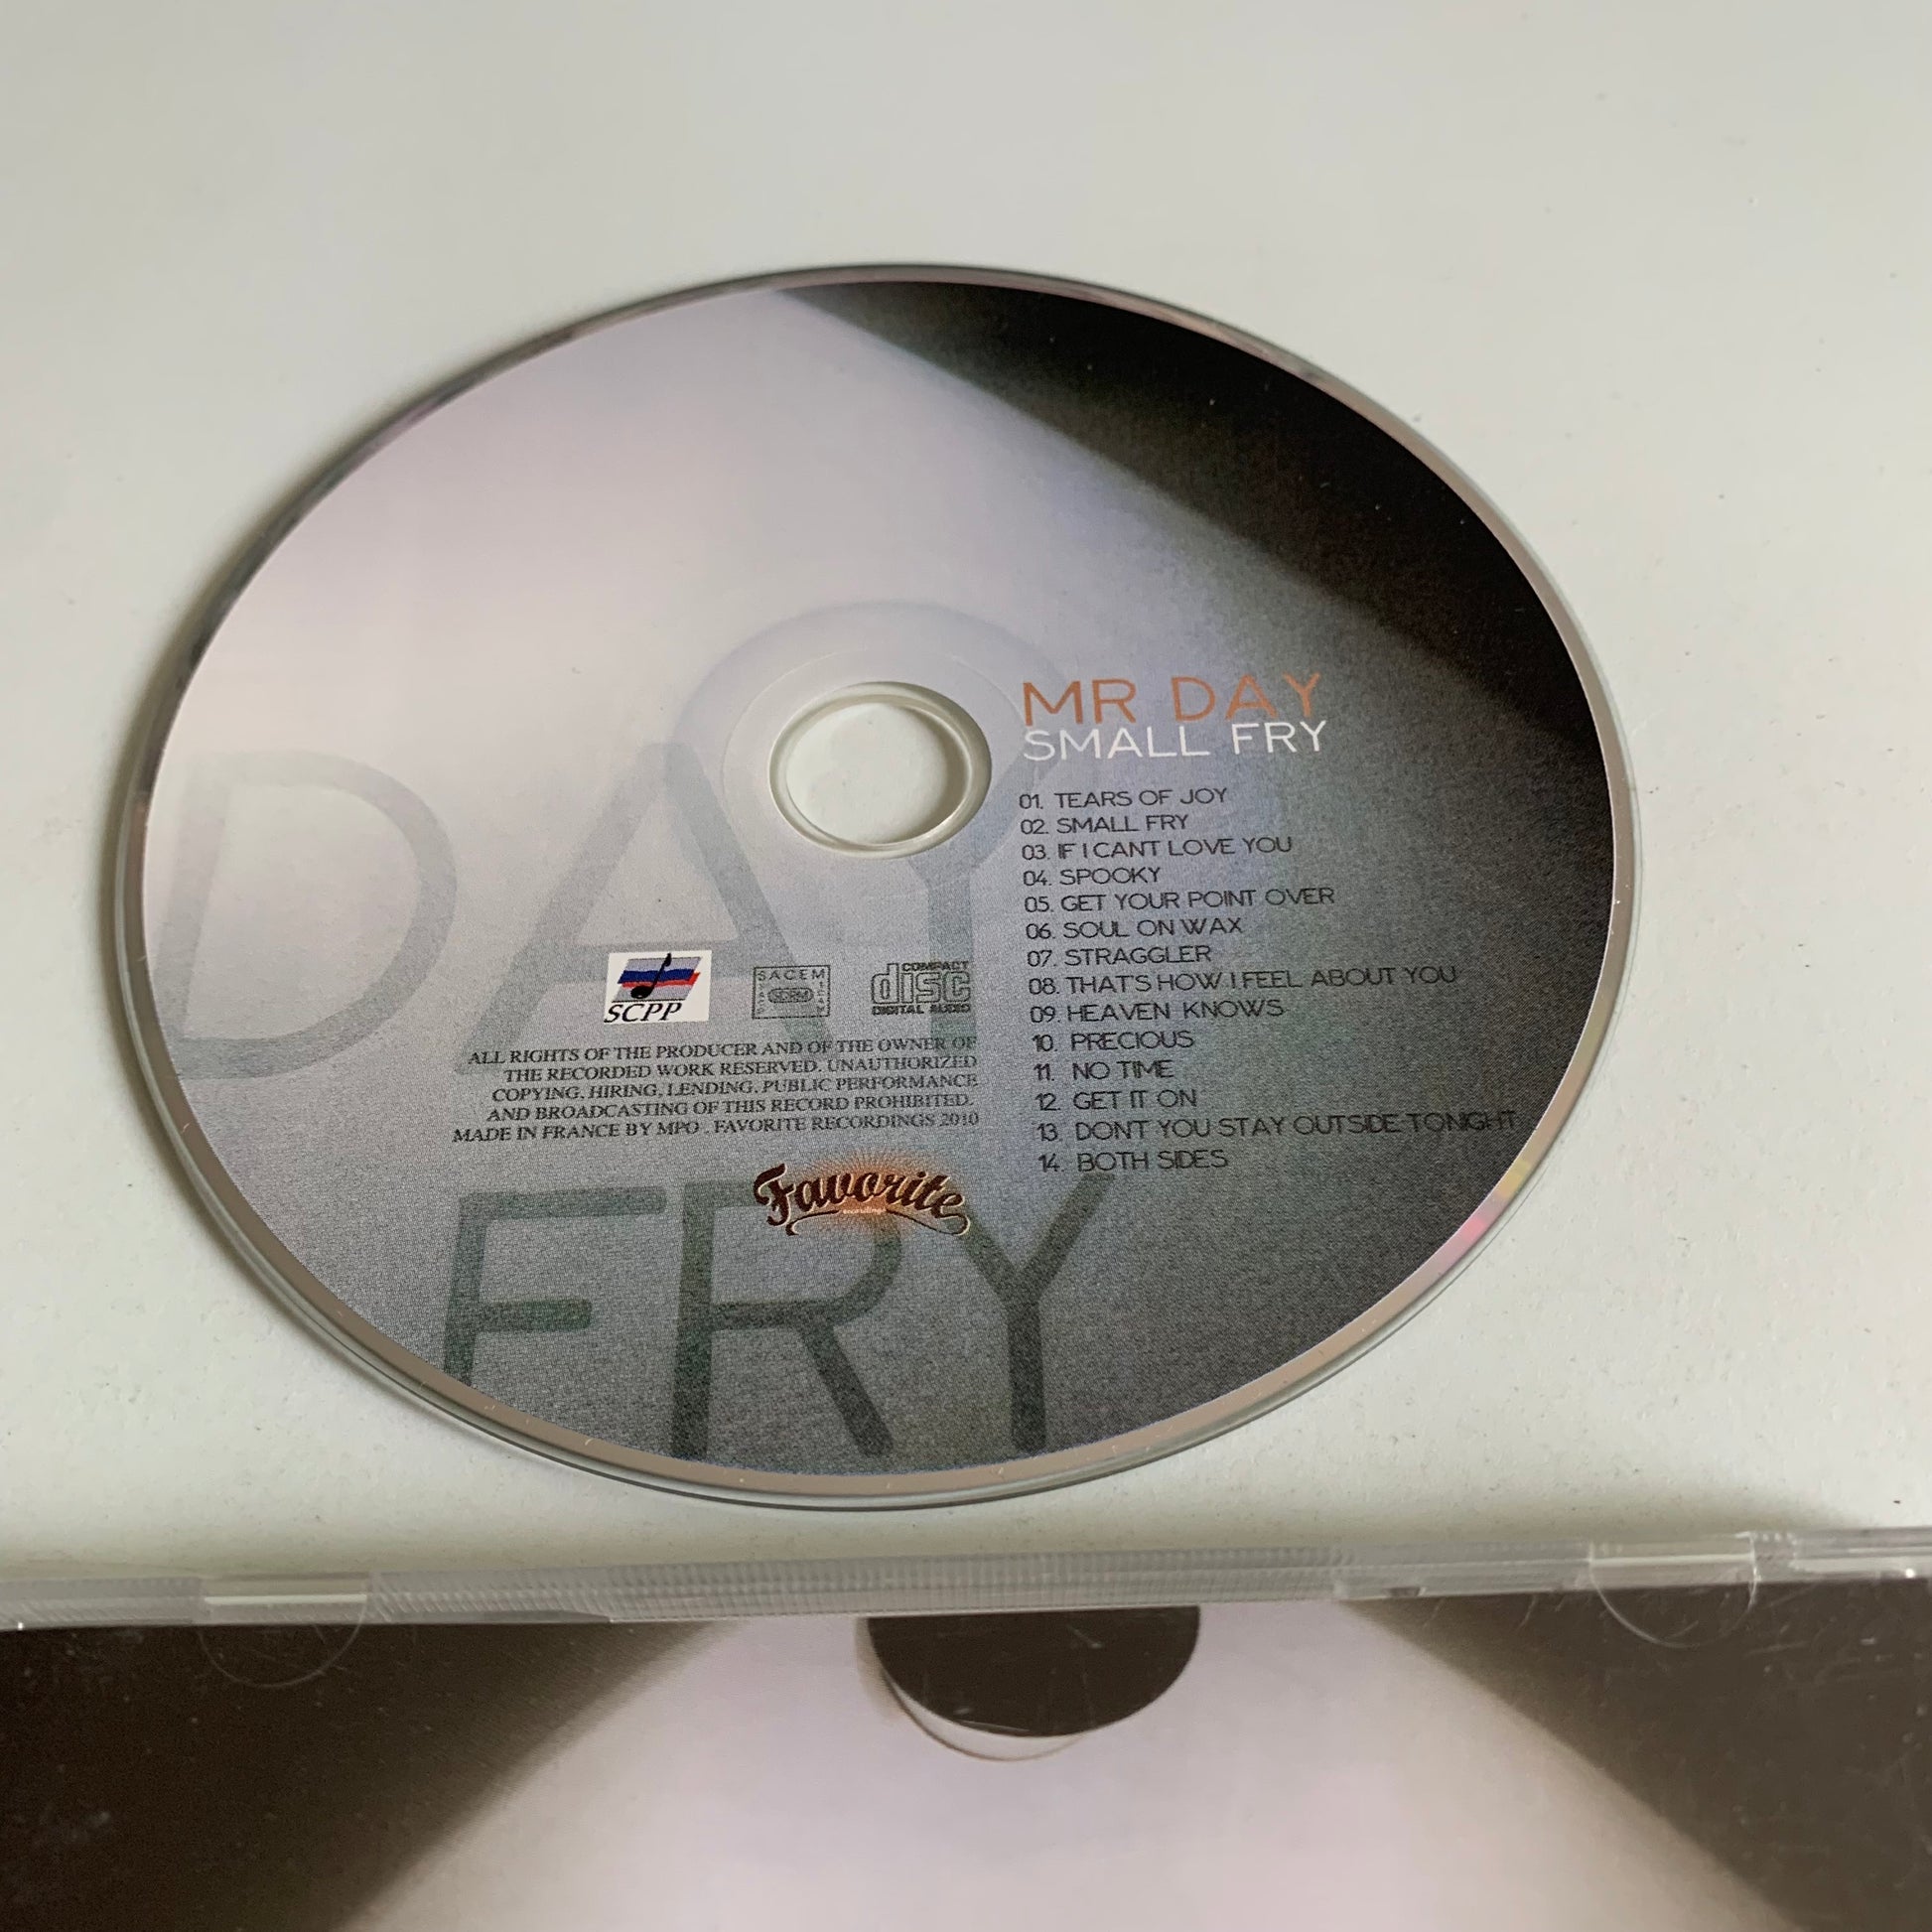 DAY
FRY
MR DAY
SMALL FRY
01. TEARS OF JOY
02. SMALL FRY
03. IF I CANT LOVE YOU
04. SPOOKY
05. GET YOUR POINT OVER
06. SOUL ON WAX
07. STRAGGLER
08. THAT'S HOW I FEEL ABOUT YOU
09. HEAVEN KNOWS
10. PRECIOUS
11. NO TIME
12. GET IT ON
13. DONT YOU STAY OUTSIDE TONIGHT
14. BOTH SIDES
SCPP
SACEM
SDRM
COMPACT
disc
DIGITAL AUDIO
ALL RIGHTS OF THE PRODUCER AND OF THE OWNER OF
THE RECORDED WORK RESERVED. UNAUTHORIZED
COPYING, HIRING, LENDING, PUBLIC PERFORMANCE
AND BROADCASTING OF THIS RECORD PROHIBITED.
MADE IN FRANCE BY MPO . FAVORITE RECORDINGS 2010
Favorite
recordings